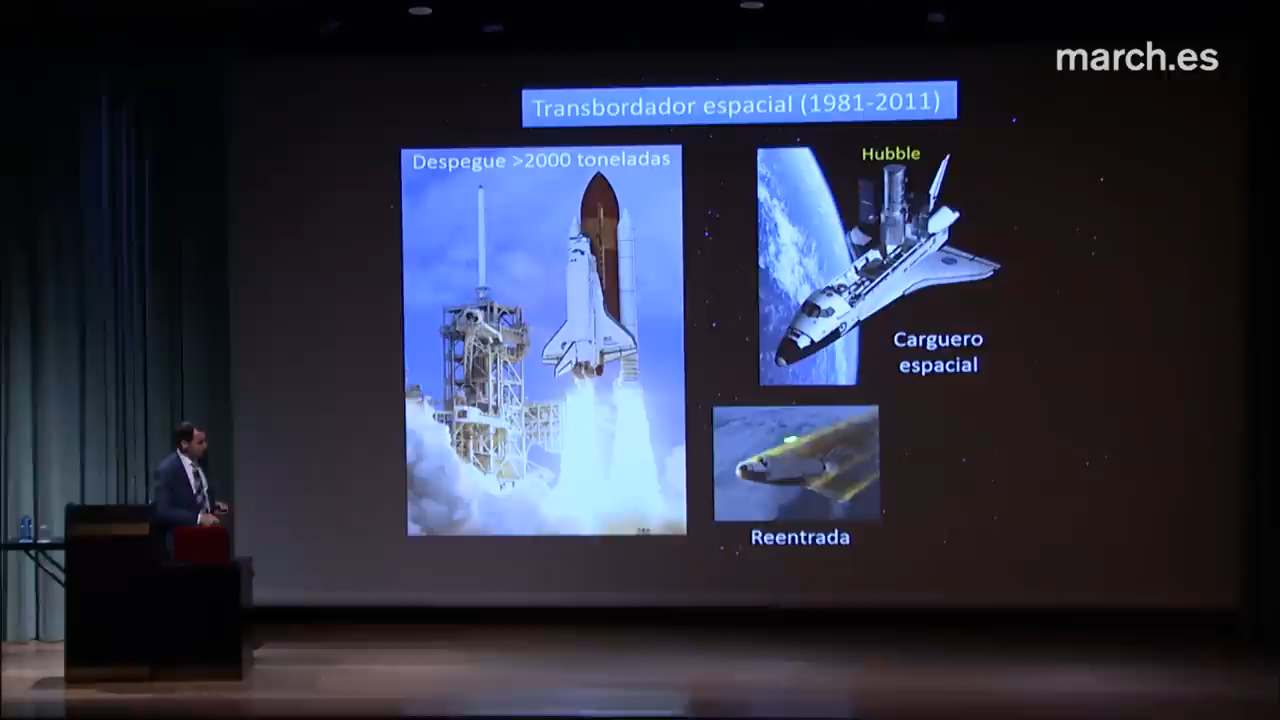 march.es
Transbordador espacial (1981-2011)
Despegue >2000 toneladas
Hubble
Carguero
espacial
Reentrada